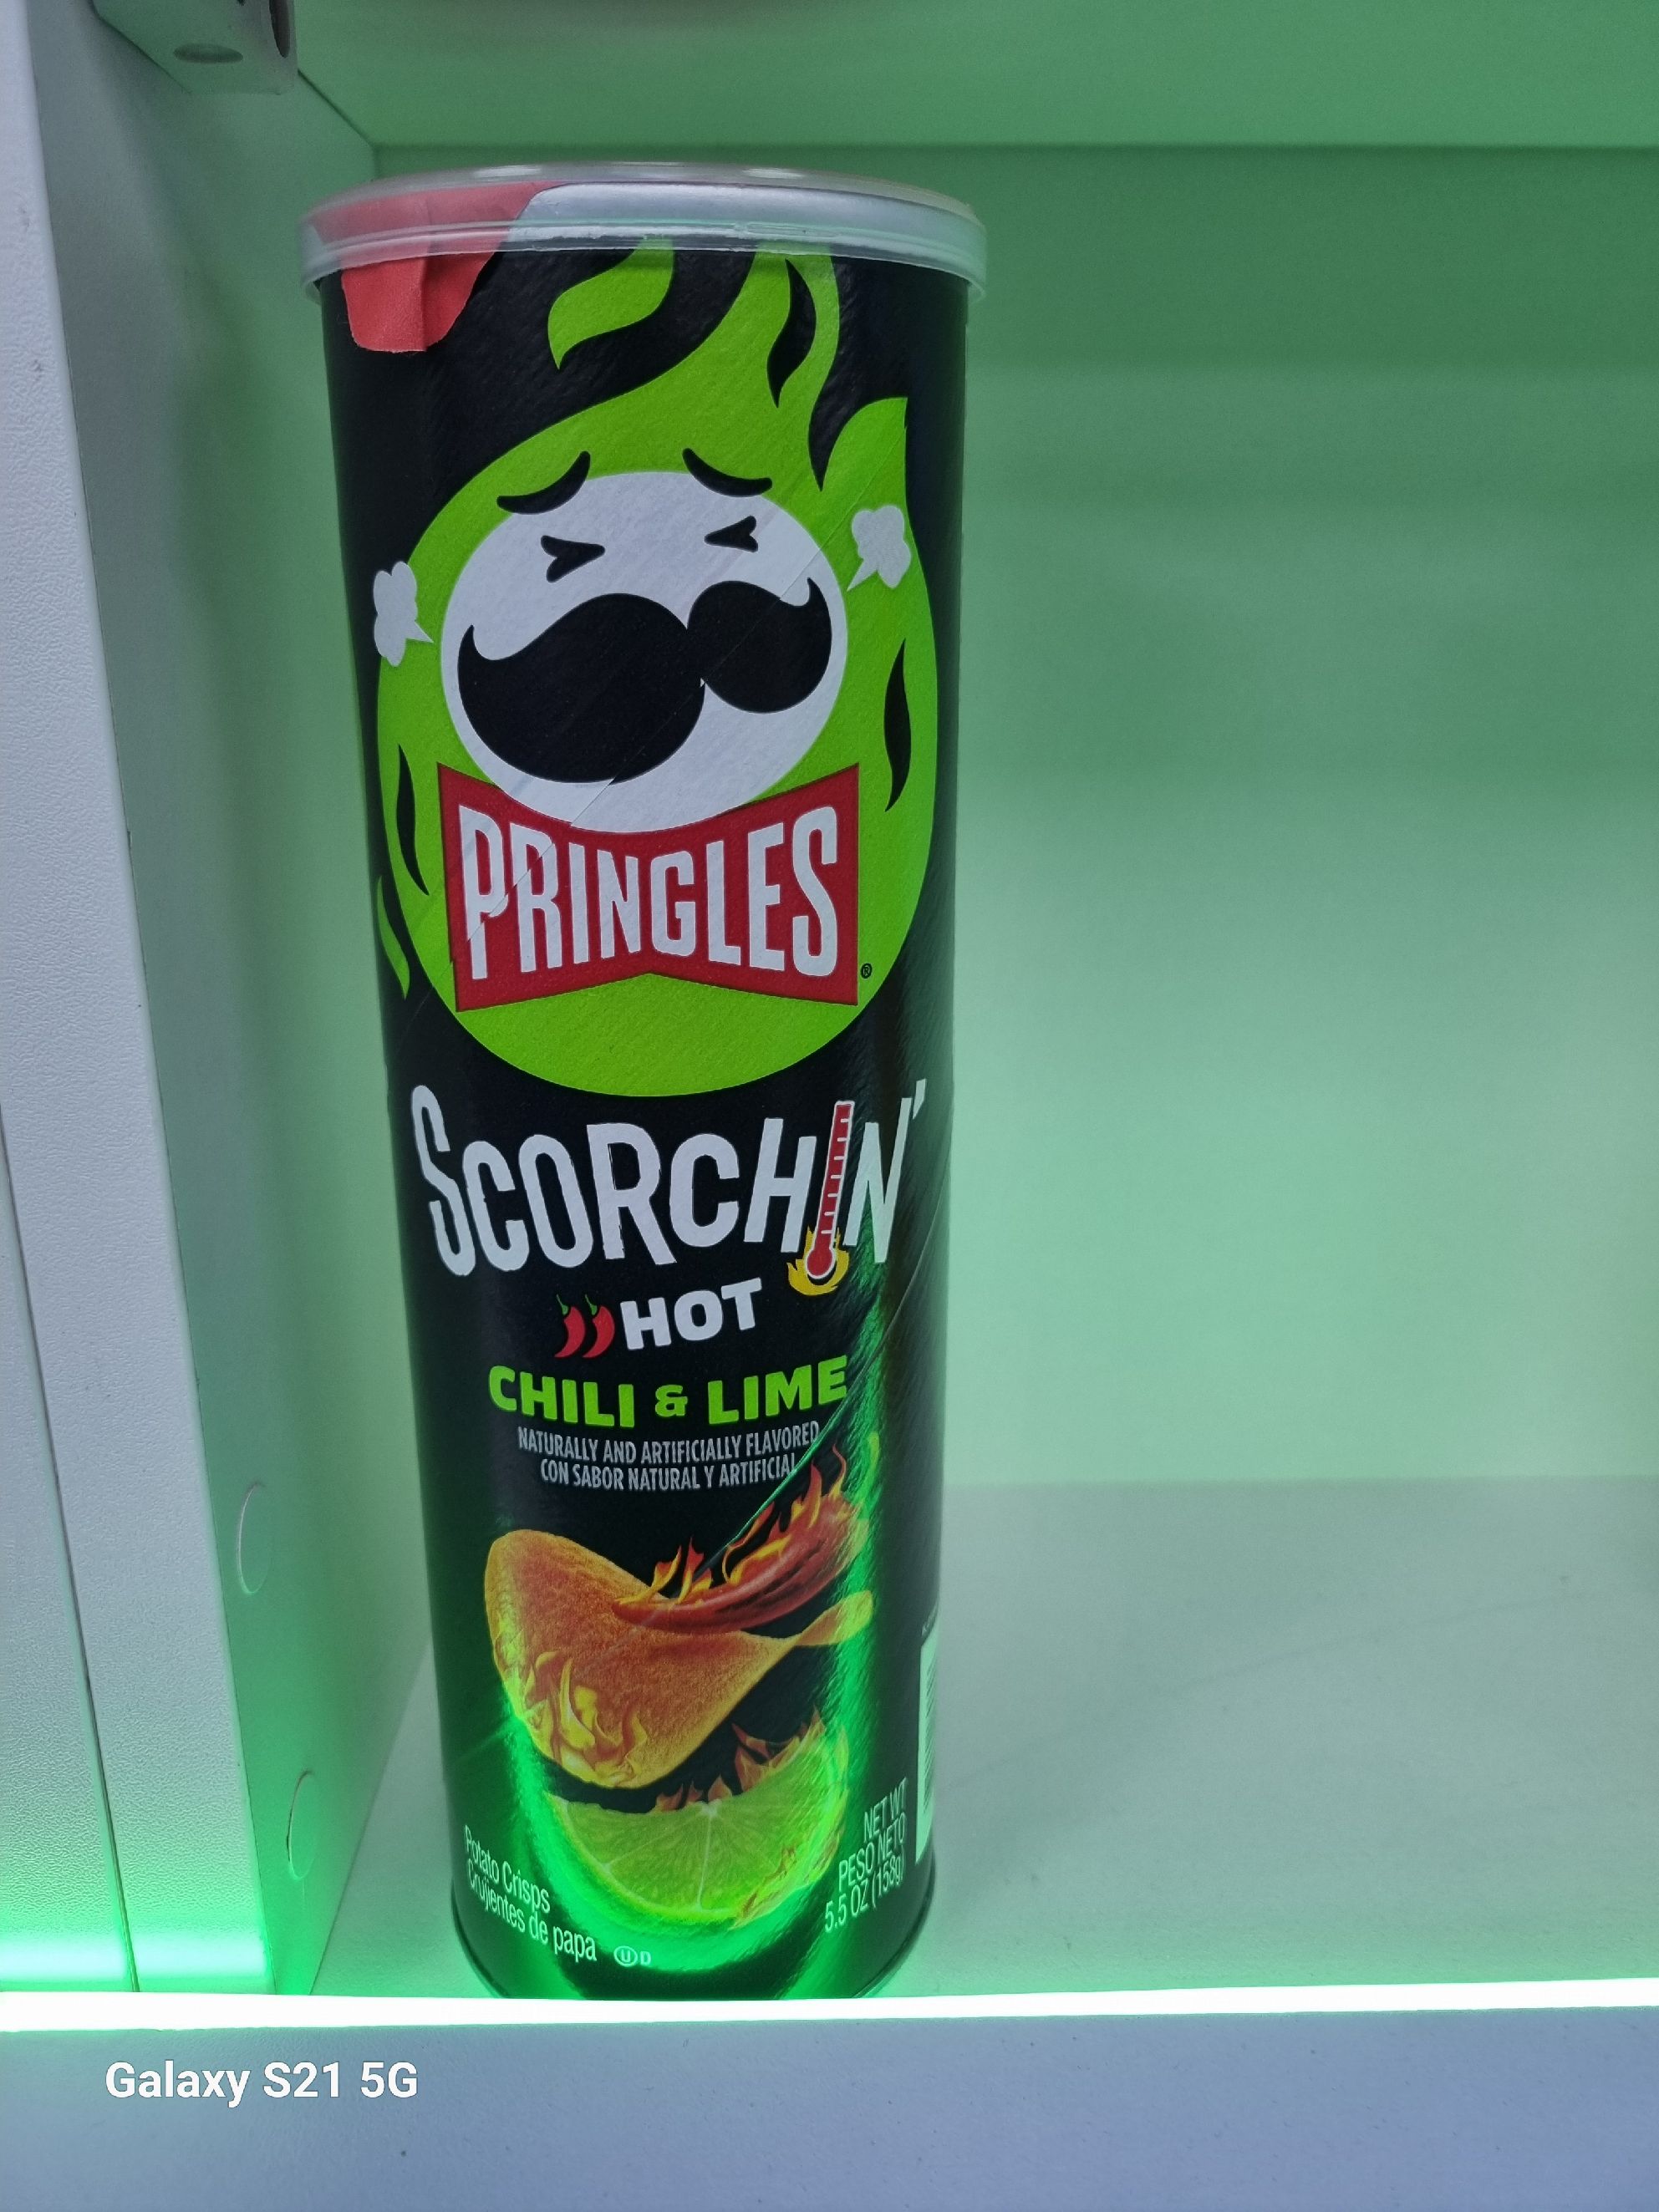 PRINGLES®
SCORCHIN'
HOT
CHILI & LIME
NATURALLY AND ARTIFICIALLY FLAVORED
CON SABOR NATURAL Y ARTIFICIAL
Potato Crisps
Crujientes de papa
U D
NET WT
PESO NETO
5.5 OZ (158g)
Galaxy S21 5G